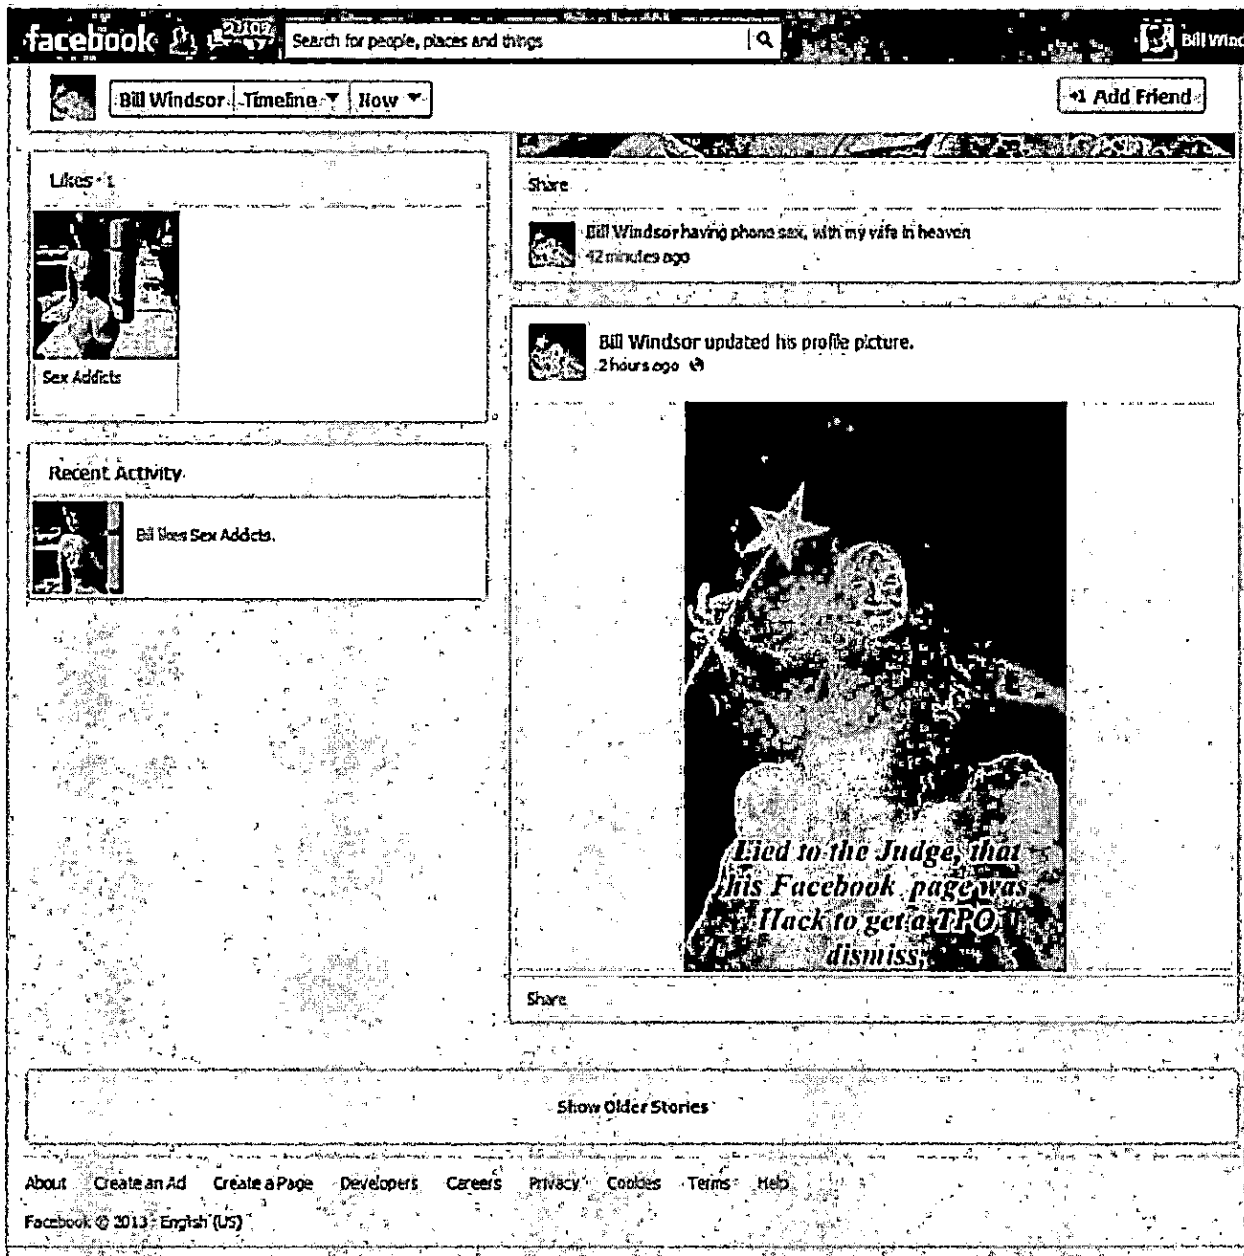 facebook
Search for people, places and things
Bill Wind
Bill Windsor Timeline Now
+1 Add Friend
Likes · 1
Sex Addicts
Recent Activity
Bill likes Sex Addicts.
Share
Bill Windsor having phone sex, with my wife in heaven
42 minutes ago
Bill Windsor updated his profile picture.
2 hours ago
Lied to the Judge, that
his Facebook page was
Hack to get a TPO
dismiss.
Share
Show Older Stories
About Create an Ad Create a Page Developers Careers Privacy Cookies Terms Help
Facebook © 2013 · English (US)